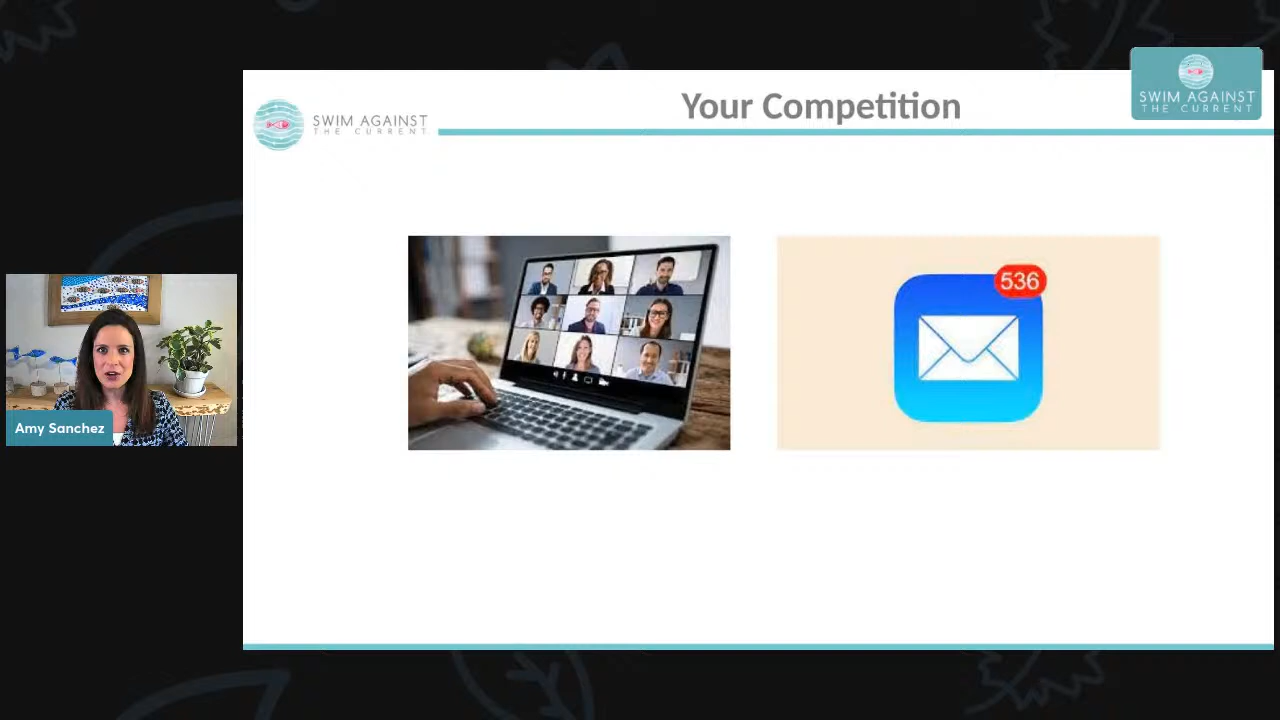 SWIM AGAINST
THE CURRENT
Your Competition
SWIM AGAINST
THE CURRENT
536
Amy Sanchez